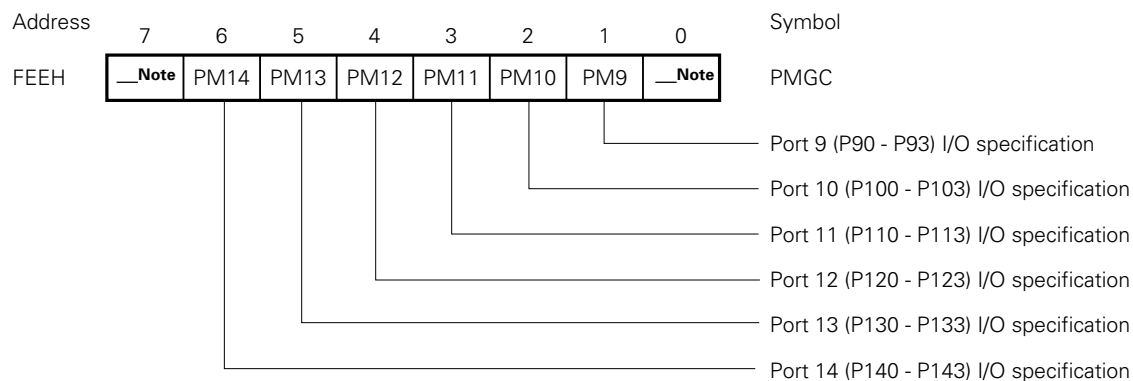 Address Symbol
7 6 5 4 3 2 1 0
FEEH __Note PM14 PM13 PM12 PM11 PM10 PM9 __Note PMGC
Port 9 (P90 - P93) I/O specification
Port 10 (P100 - P103) I/O specification
Port 11 (P110 - P113) I/O specification
Port 12 (P120 - P123) I/O specification
Port 13 (P130 - P133) I/O specification
Port 14 (P140 - P143) I/O specification